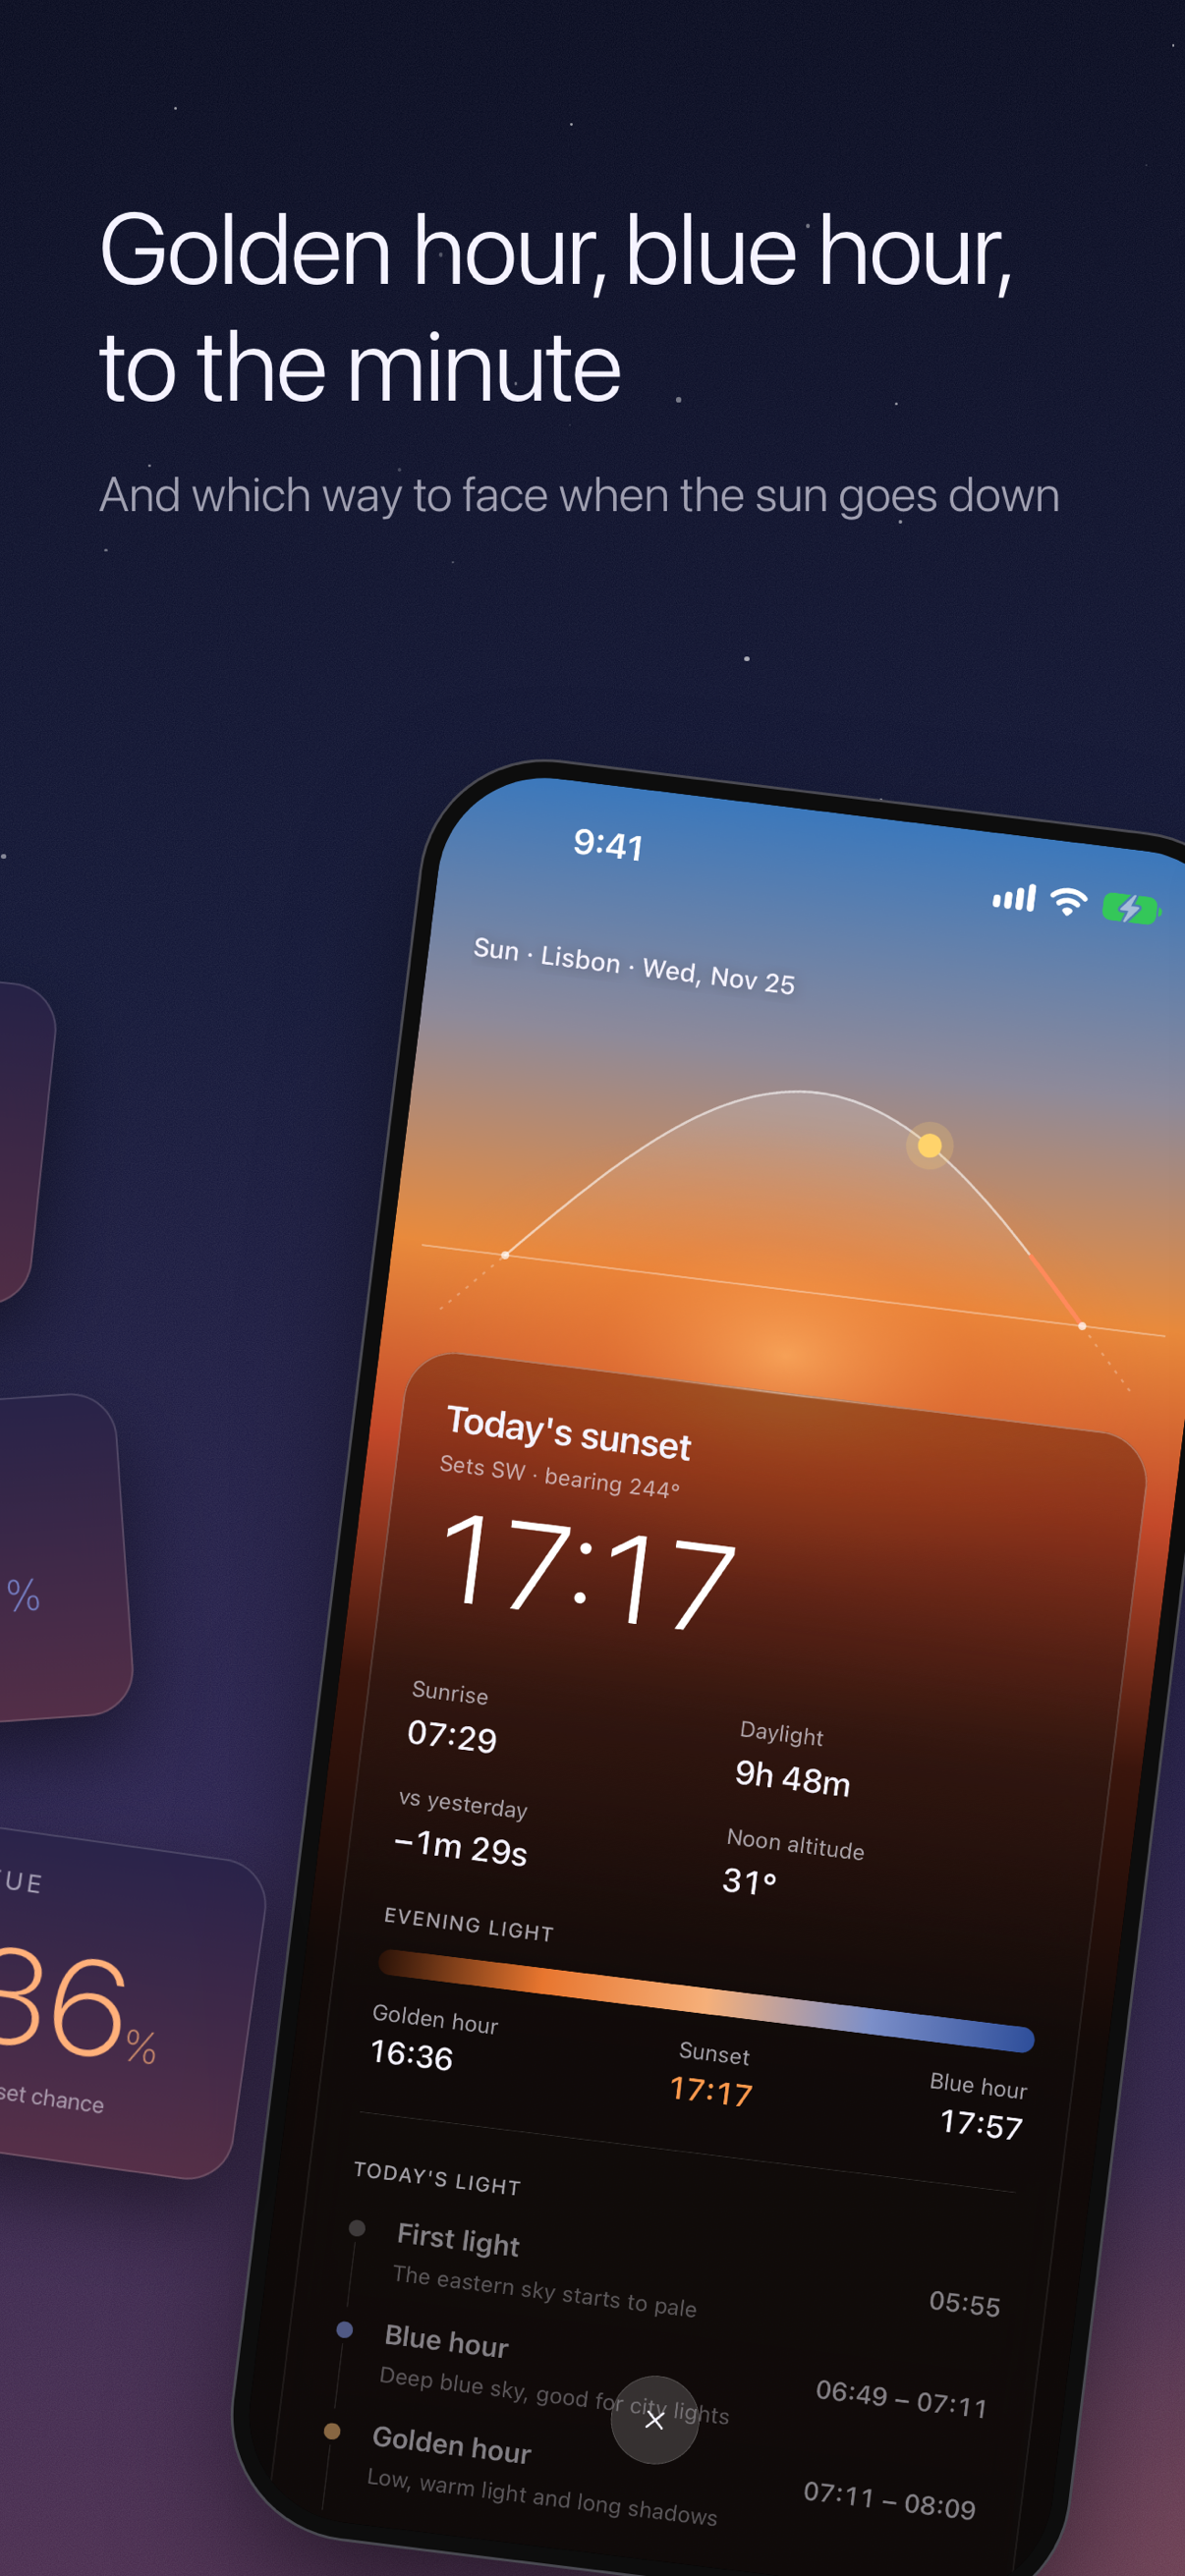 Golden hour, blue hour,
to the minute
And which way to face when the sun goes down
9:41
Sun · Lisbon · Wed, Nov 25
Today's sunset
Sets SW · bearing 244°
17:17
Sunrise
07:29
Daylight
9h 48m
vs yesterday
−1m 29s
Noon altitude
31°
EVENING LIGHT
Golden hour
16:36
Sunset
17:17
Blue hour
17:57
TODAY'S LIGHT
First light
The eastern sky starts to pale
05:55
Blue hour
Deep blue sky, good for city lights
06:49 – 07:11
Golden hour
Low, warm light and long shadows
07:11 – 08:09
%
UE
36%
set chance